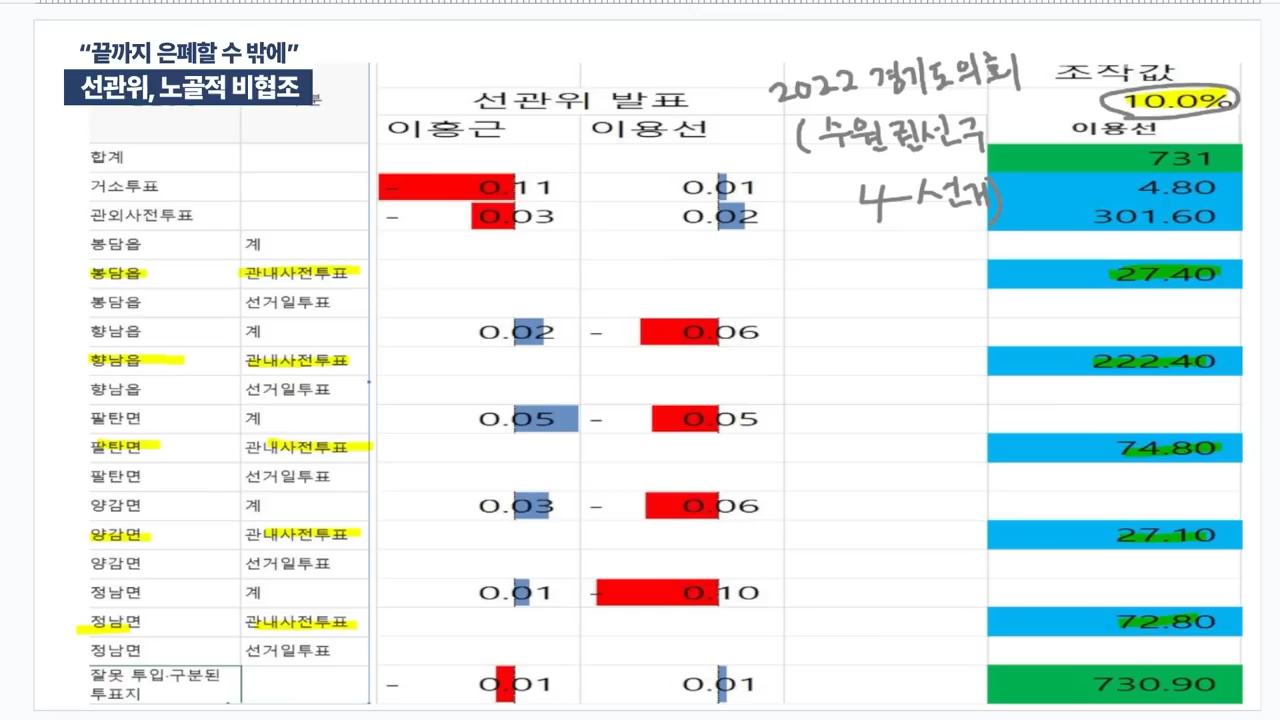 “끝까지 은폐할 수 밖에”
선관위, 노골적 비협조
2022 경기도의회
(수원권선구
4 선거)
조작값
선관위 발표 10.0%
이홍근 이용선 이용선
합계 731
거소투표 - 0.11 0.01 4.80
관외사전투표 - 0.03 0.02 301.60
봉담읍 계
봉담읍 관내사전투표 27.40
봉담읍 선거일투표
향남읍 계 0.02 - 0.06
향남읍 관내사전투표 222.40
향남읍 선거일투표
팔탄면 계 0.05 - 0.05
팔탄면 관내사전투표 74.80
팔탄면 선거일투표
양감면 계 0.03 - 0.06
양감면 관내사전투표 27.10
양감면 선거일투표
정남면 계 0.01 - 0.10
정남면 관내사전투표 72.80
정남면 선거일투표
잘못 투입·구분된
투표지 - 0.01 0.01 730.90